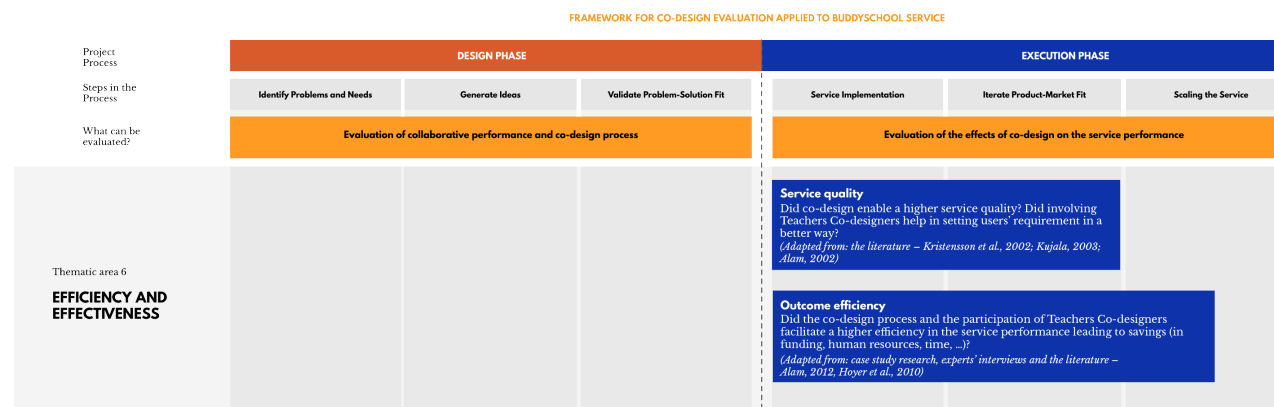 FRAMEWORK FOR CO-DESIGN EVALUATION APPLIED TO BUDDYSCHOOL SERVICE
Project
Process
DESIGN PHASE
EXECUTION PHASE
Steps in the
Process
Identify Problems and Needs
Generate Ideas
Validate Problem-Solution Fit
Service Implementation
Iterate Product-Market Fit
Scaling the Service
What can be
evaluated?
Evaluation of collaborative performance and co-design process
Evaluation of the effects of co-design on the service performance
Thematic area 6
EFFICIENCY AND
EFFECTIVENESS
Service quality
Did co-design enable a higher service quality? Did involving
Teachers Co-designers help in setting users' requirement in a
better way?
(Adapted from: the literature – Kristensson et al., 2002; Kujala, 2003;
Alam, 2002)
Outcome efficiency
Did the co-design process and the participation of Teachers Co-designers
facilitate a higher efficiency in the service performance leading to savings (in
funding, human resources, time, ...)?
(Adapted from: case study research, experts' interviews and the literature –
Alam, 2012, Hoyer et al., 2010)